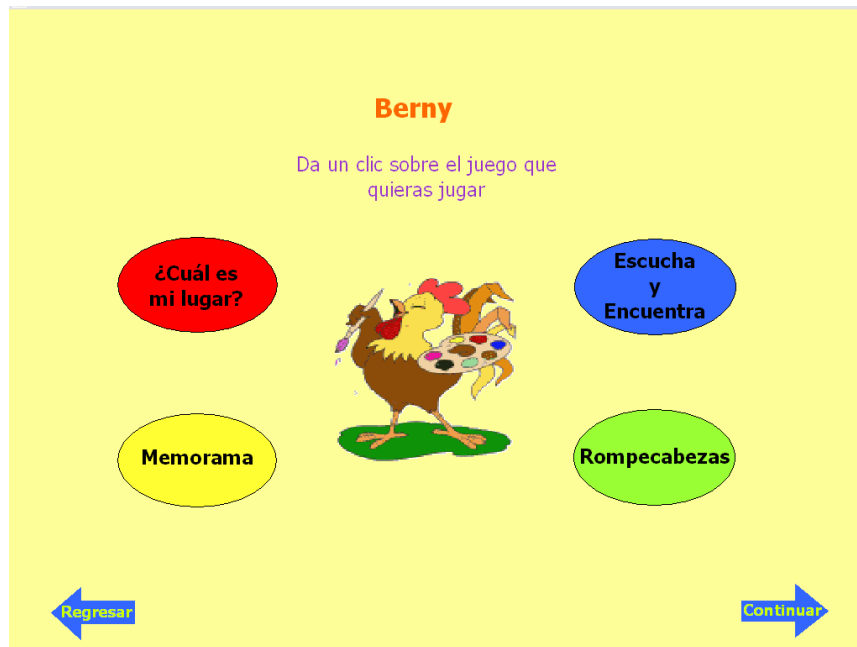 Berny
Da un clic sobre el juego que
quieras jugar
¿Cuál es
mi lugar?
Escucha
y
Encuentra
Memorama
Rompecabezas
Regresar
Continuar